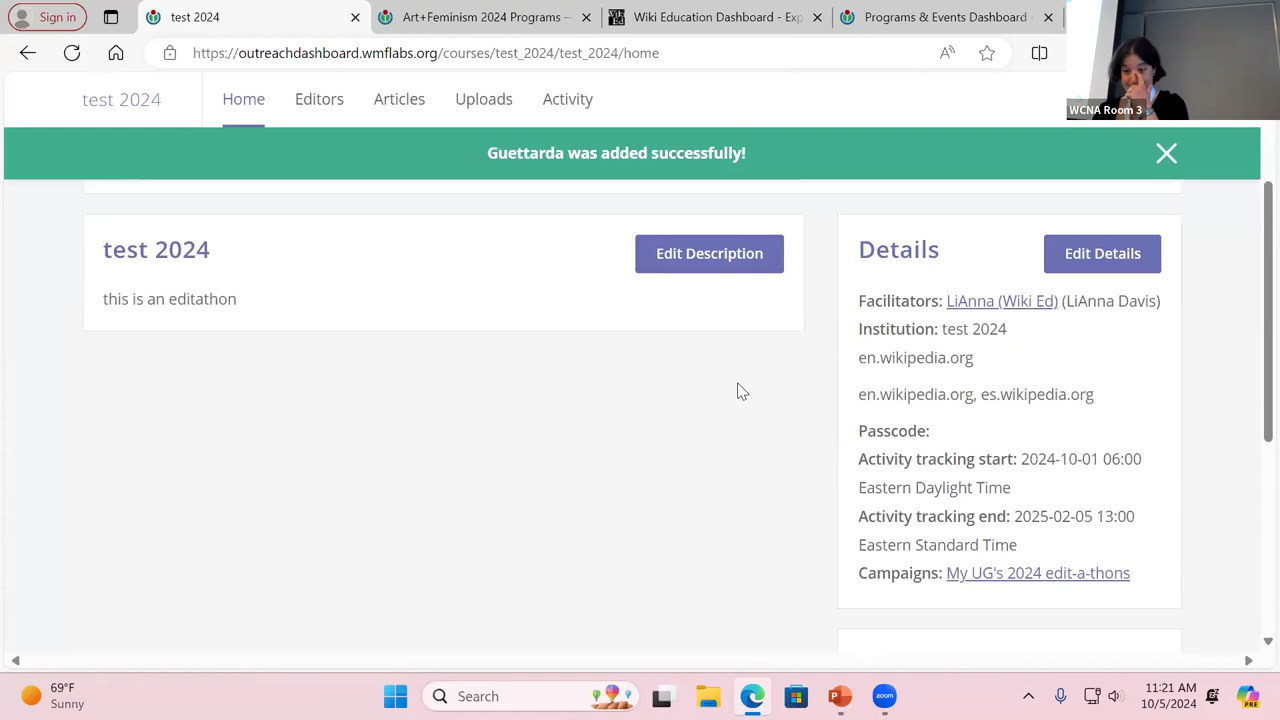 Sign in
test 2024
Art+Feminism 2024 Programs –
Wiki Education Dashboard - Exp
Programs & Events Dashboard
https://outreachdashboard.wmflabs.org/courses/test_2024/test_2024/home
WCNA Room 3
test 2024
Home
Editors
Articles
Uploads
Activity
Guettarda was added successfully!
test 2024
Edit Description
this is an editathon
Details
Edit Details
Facilitators: LiAnna (Wiki Ed) (LiAnna Davis)
Institution: test 2024
en.wikipedia.org
en.wikipedia.org, es.wikipedia.org
Passcode:
Activity tracking start: 2024-10-01 06:00
Eastern Daylight Time
Activity tracking end: 2025-02-05 13:00
Eastern Standard Time
Campaigns: My UG's 2024 edit-a-thons
69°F
Sunny
Search
zoom
11:21 AM
10/5/2024
PRE